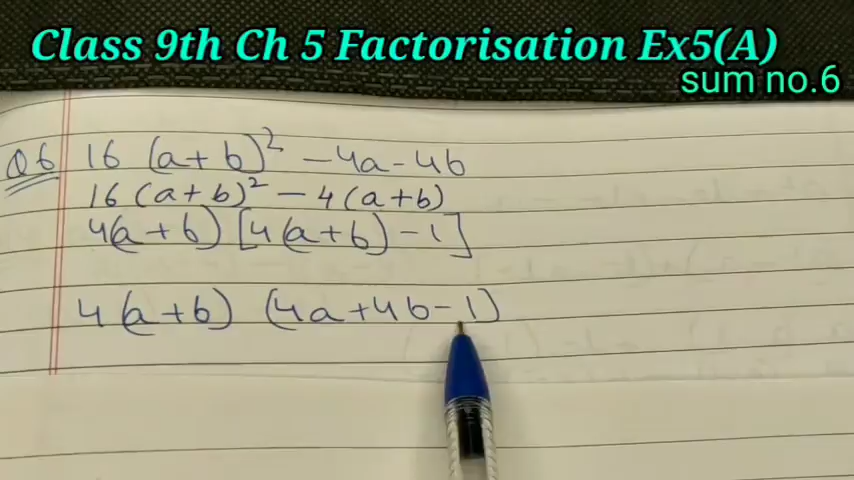 Class 9th Ch 5 Factorisation Ex5(A)
sum no.6
Q6 16 (a+b)² -4a-4b
16(a+b)² - 4(a+b)
4(a+b) [4(a+b)-1]
4(a+b) (4a+4b-1)